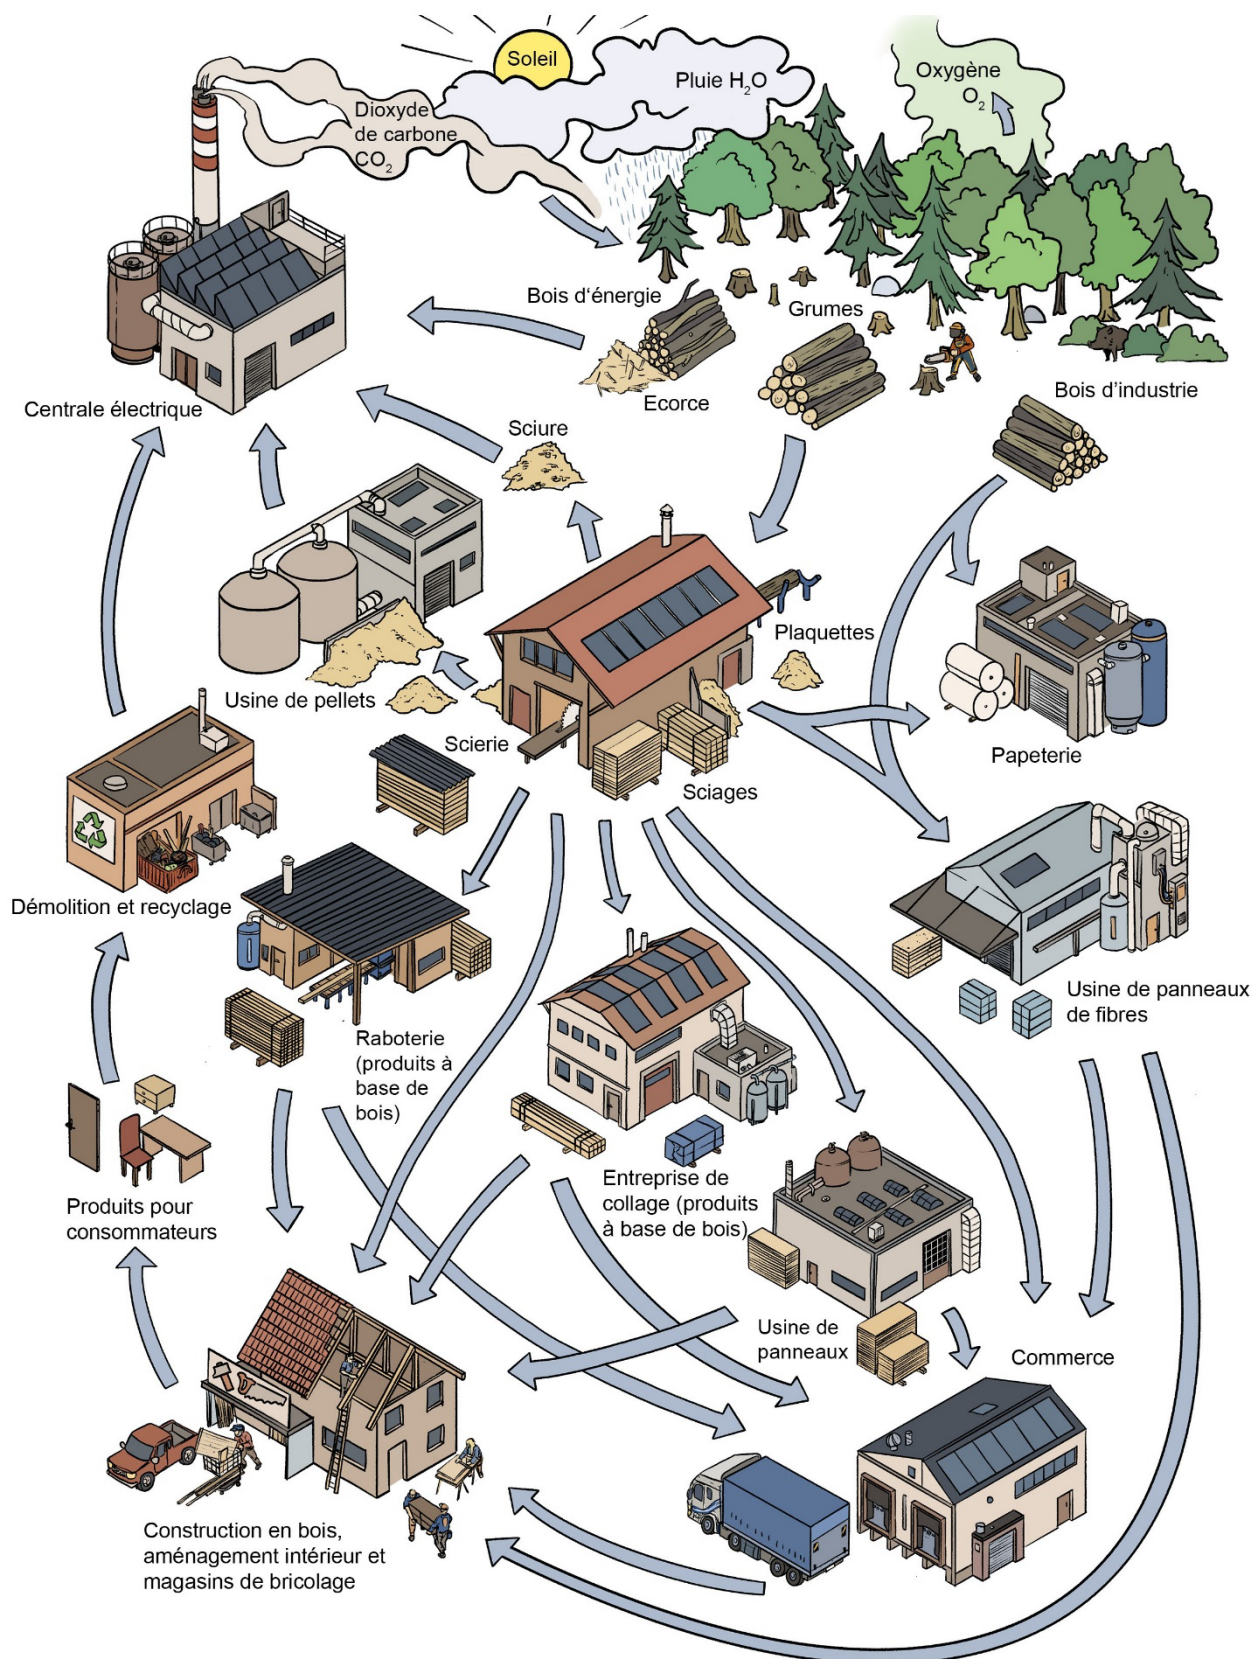 Soleil
Pluie H₂O
Oxygène
O₂
Dioxyde
de carbone
CO₂
Bois d‘énergie
Grumes
Ecorce
Bois d’industrie
Centrale électrique
Sciure
Plaquettes
Usine de pellets
Scierie
Sciages
Papeterie
Démolition et recyclage
Usine de panneaux
de fibres
Raboterie
(produits à
base de
bois)
Entreprise de
collage (produits
à base de bois)
Produits pour
consommateurs
Usine de
panneaux
Commerce
Construction en bois,
aménagement intérieur et
magasins de bricolage